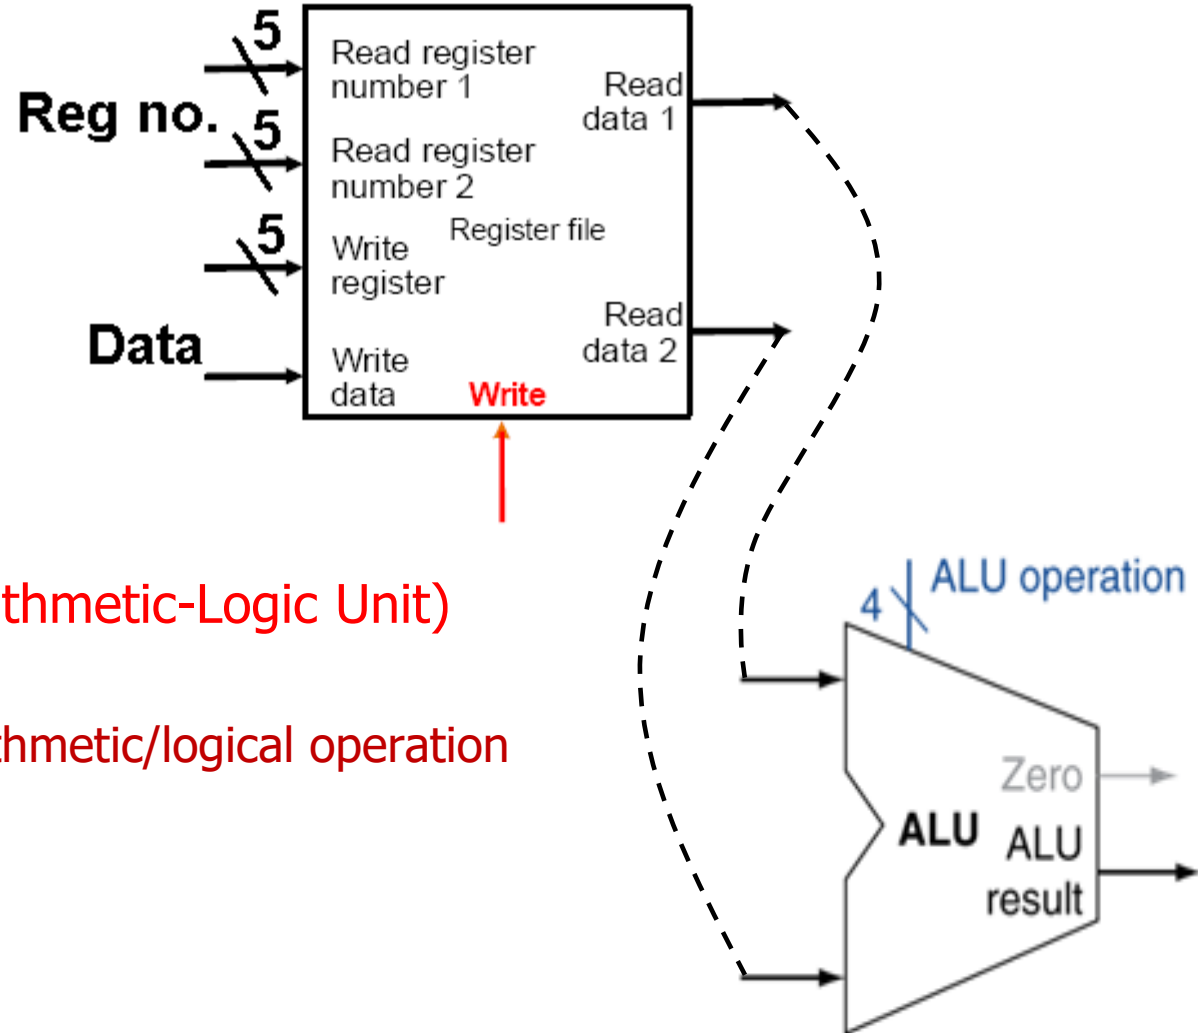 5
Read register
number 1
Reg no.
5
Read register
number 2
5
Write
register
Data
Write
data
Register file
Write
Read
data 1
Read
data 2
thmetic-Logic Unit)
thmetic/logical operation
4
ALU operation
Zero
ALU
ALU
result